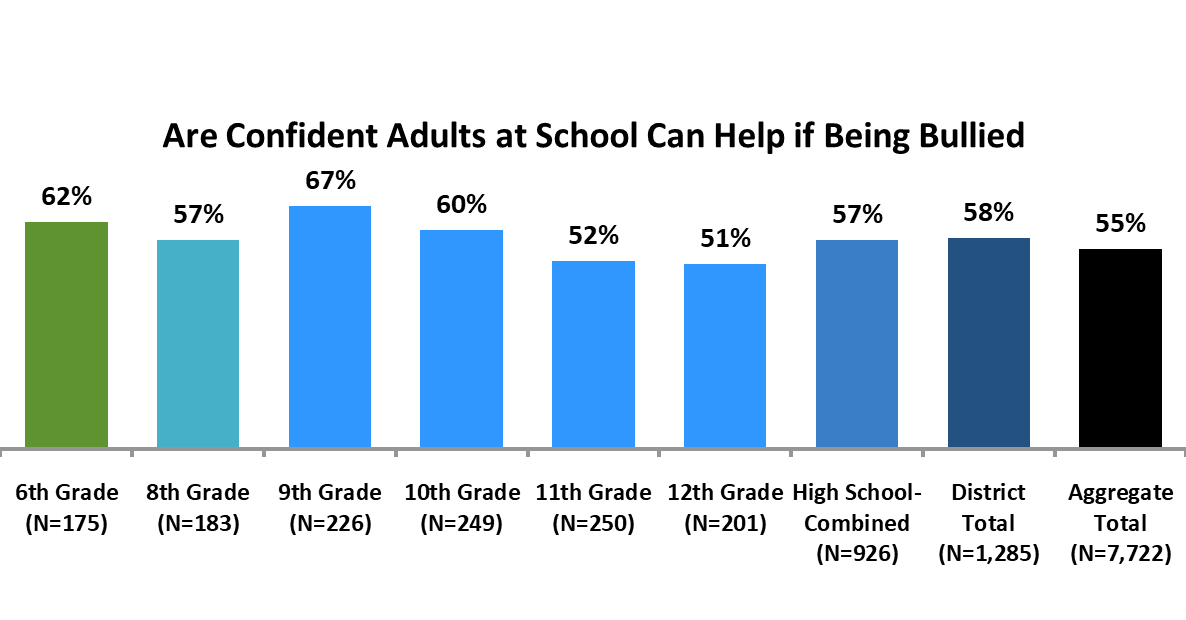 Are Confident Adults at School Can Help if Being Bullied
62%
57%
67%
60%
52%
51%
57%
58%
55%
6th Grade
(N=175)
8th Grade
(N=183)
9th Grade
(N=226)
10th Grade
(N=249)
11th Grade
(N=250)
12th Grade
(N=201)
High School-
Combined
(N=926)
District
Total
(N=1,285)
Aggregate
Total
(N=7,722)